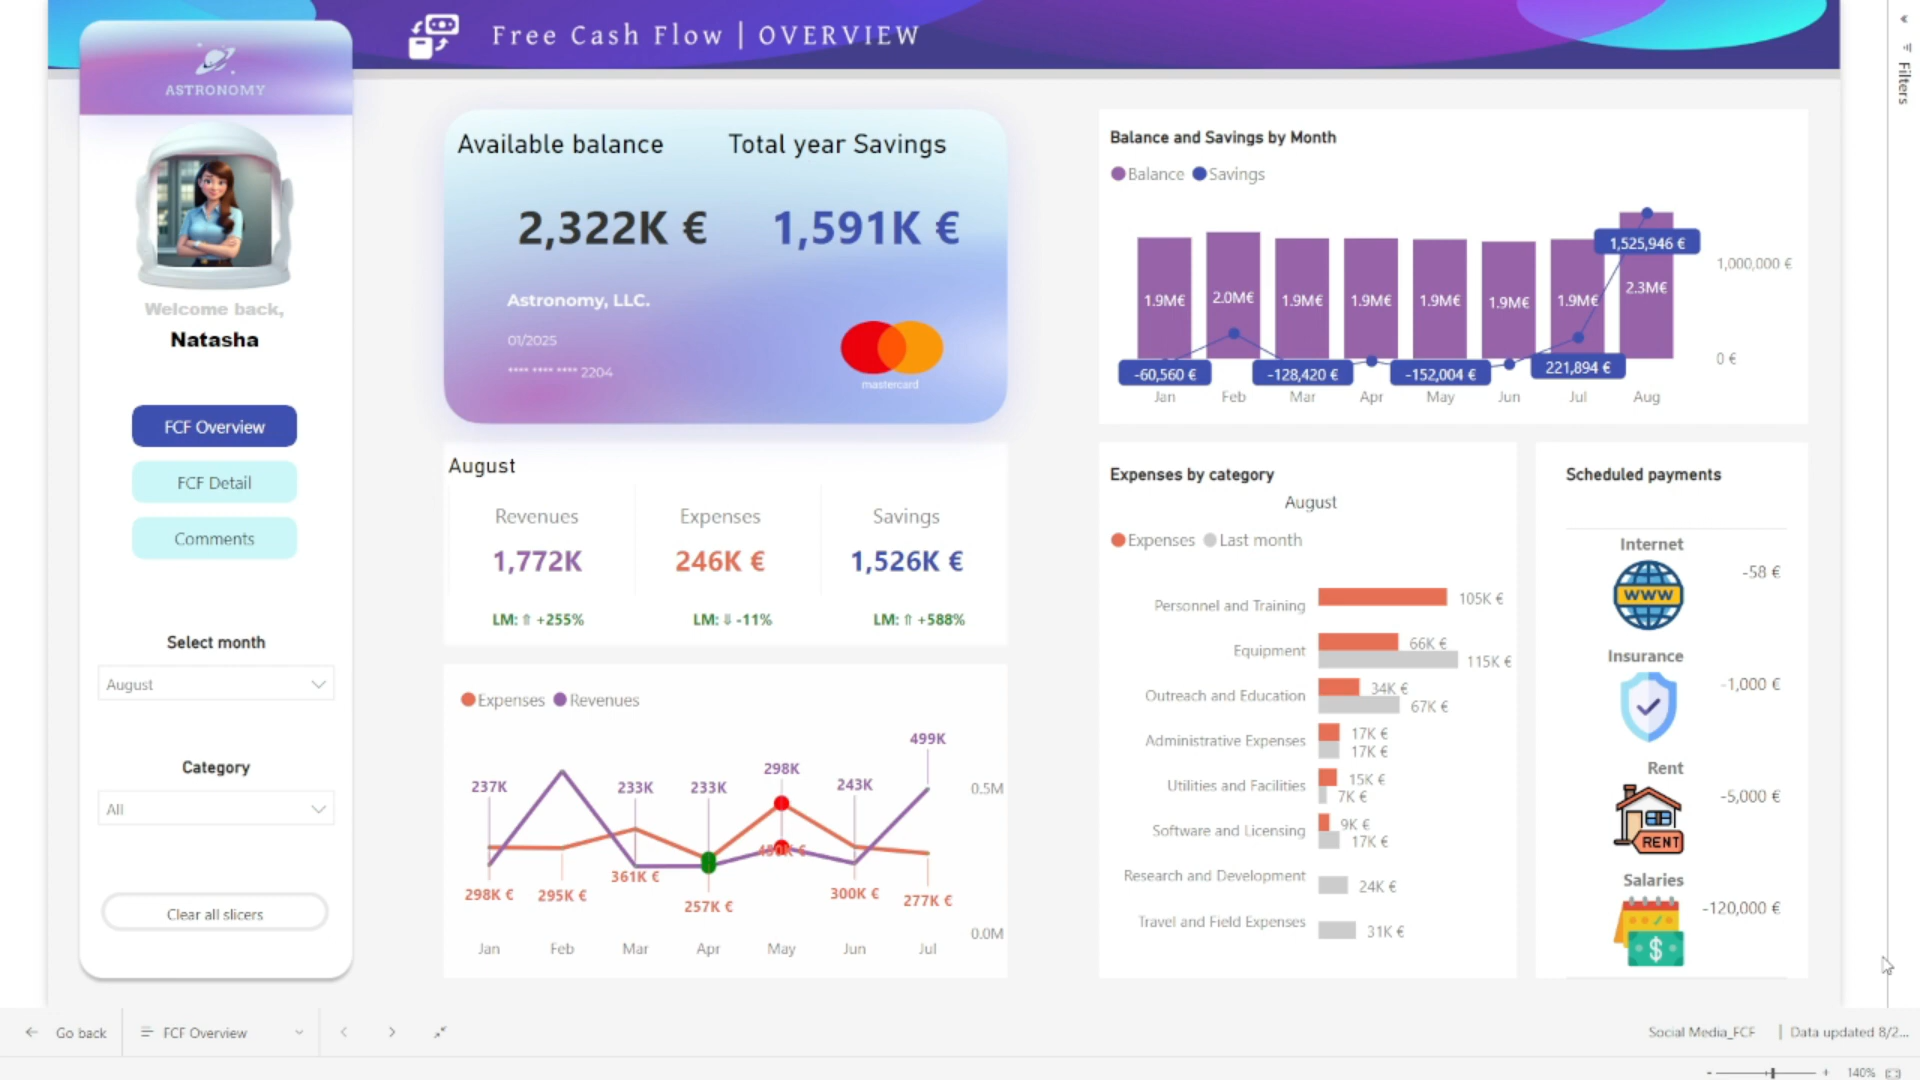 Free Cash Flow | OVERVIEW
ASTRONOMY
Welcome back,
Natasha
FCF Overview
FCF Detail
Comments
Select month
August
Category
All
Clear all slicers
Available balance
Total year Savings
2,322K €
1,591K €
Astronomy, LLC.
01/2025
**** **** **** 2204
mastercard
August
Revenues
Expenses
Savings
1,772K
246K €
1,526K €
LM: ⇑ +255%
LM: ⇓ -11%
LM: ⇑ +588%
Expenses
Revenues
499K
298K
237K
233K
233K
243K
0.5M
430K €
298K €
295K €
361K €
257K €
300K €
277K €
0.0M
Jan
Feb
Mar
Apr
May
Jun
Jul
Balance and Savings by Month
Balance
Savings
1,525,946 €
1,000,000 €
1.9M€
2.0M€
1.9M€
1.9M€
1.9M€
1.9M€
1.9M€
2.3M€
0 €
-60,560 €
-128,420 €
-152,004 €
221,894 €
Jan
Feb
Mar
Apr
May
Jun
Jul
Aug
Expenses by category
August
Expenses
Last month
Personnel and Training
105K €
Equipment
66K €
115K €
Outreach and Education
34K €
67K €
Administrative Expenses
17K €
17K €
Utilities and Facilities
15K €
7K €
Software and Licensing
9K €
17K €
Research and Development
24K €
Travel and Field Expenses
31K €
Scheduled payments
Internet
WWW
-58 €
Insurance
-1,000 €
Rent
RENT
-5,000 €
Salaries
$
-120,000 €
Filters
Go back
FCF Overview
Social Media_FCF
| Data updated 8/2...
- + 140%